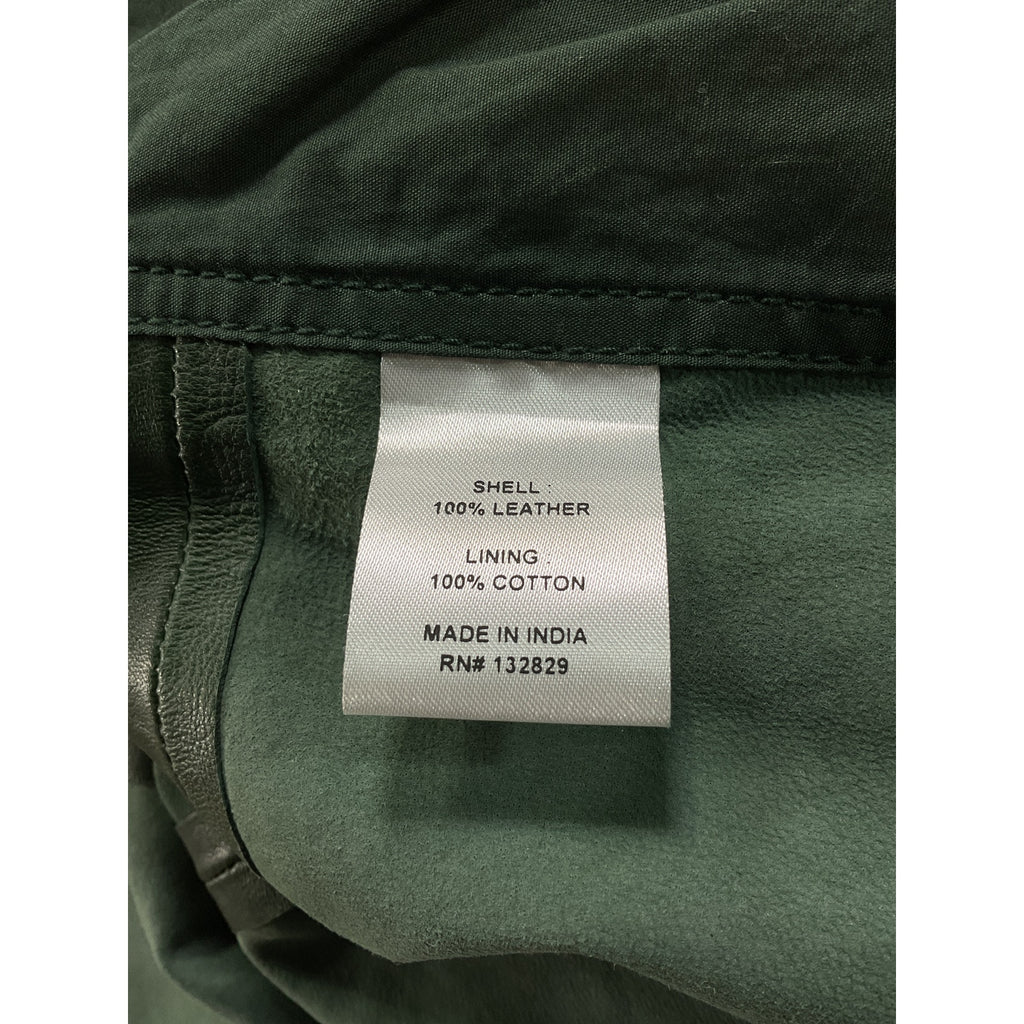 SHELL :
100% LEATHER
LINING :
100% COTTON
MADE IN INDIA
RN# 132829